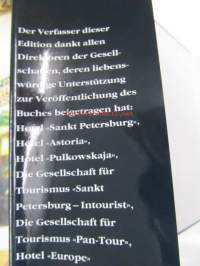 Der Verfasser dieser
Edition dankt allen
Direktoren der Gesell-
schaften, deren liebens-
würdige Unterstützung
zur Veröffentlichung des
Buches beigetragen hat:
Hotel «Sankt Petersburg»,
Hotel «Astoria»,
Hotel «Pulkowskaja»,
Die Gesellschaft für
Tourismus «Sankt
Petersburg – Intourist»,
Die Gesellschaft für
Tourismus «Pan-Tour»,
Hotel «Europe»